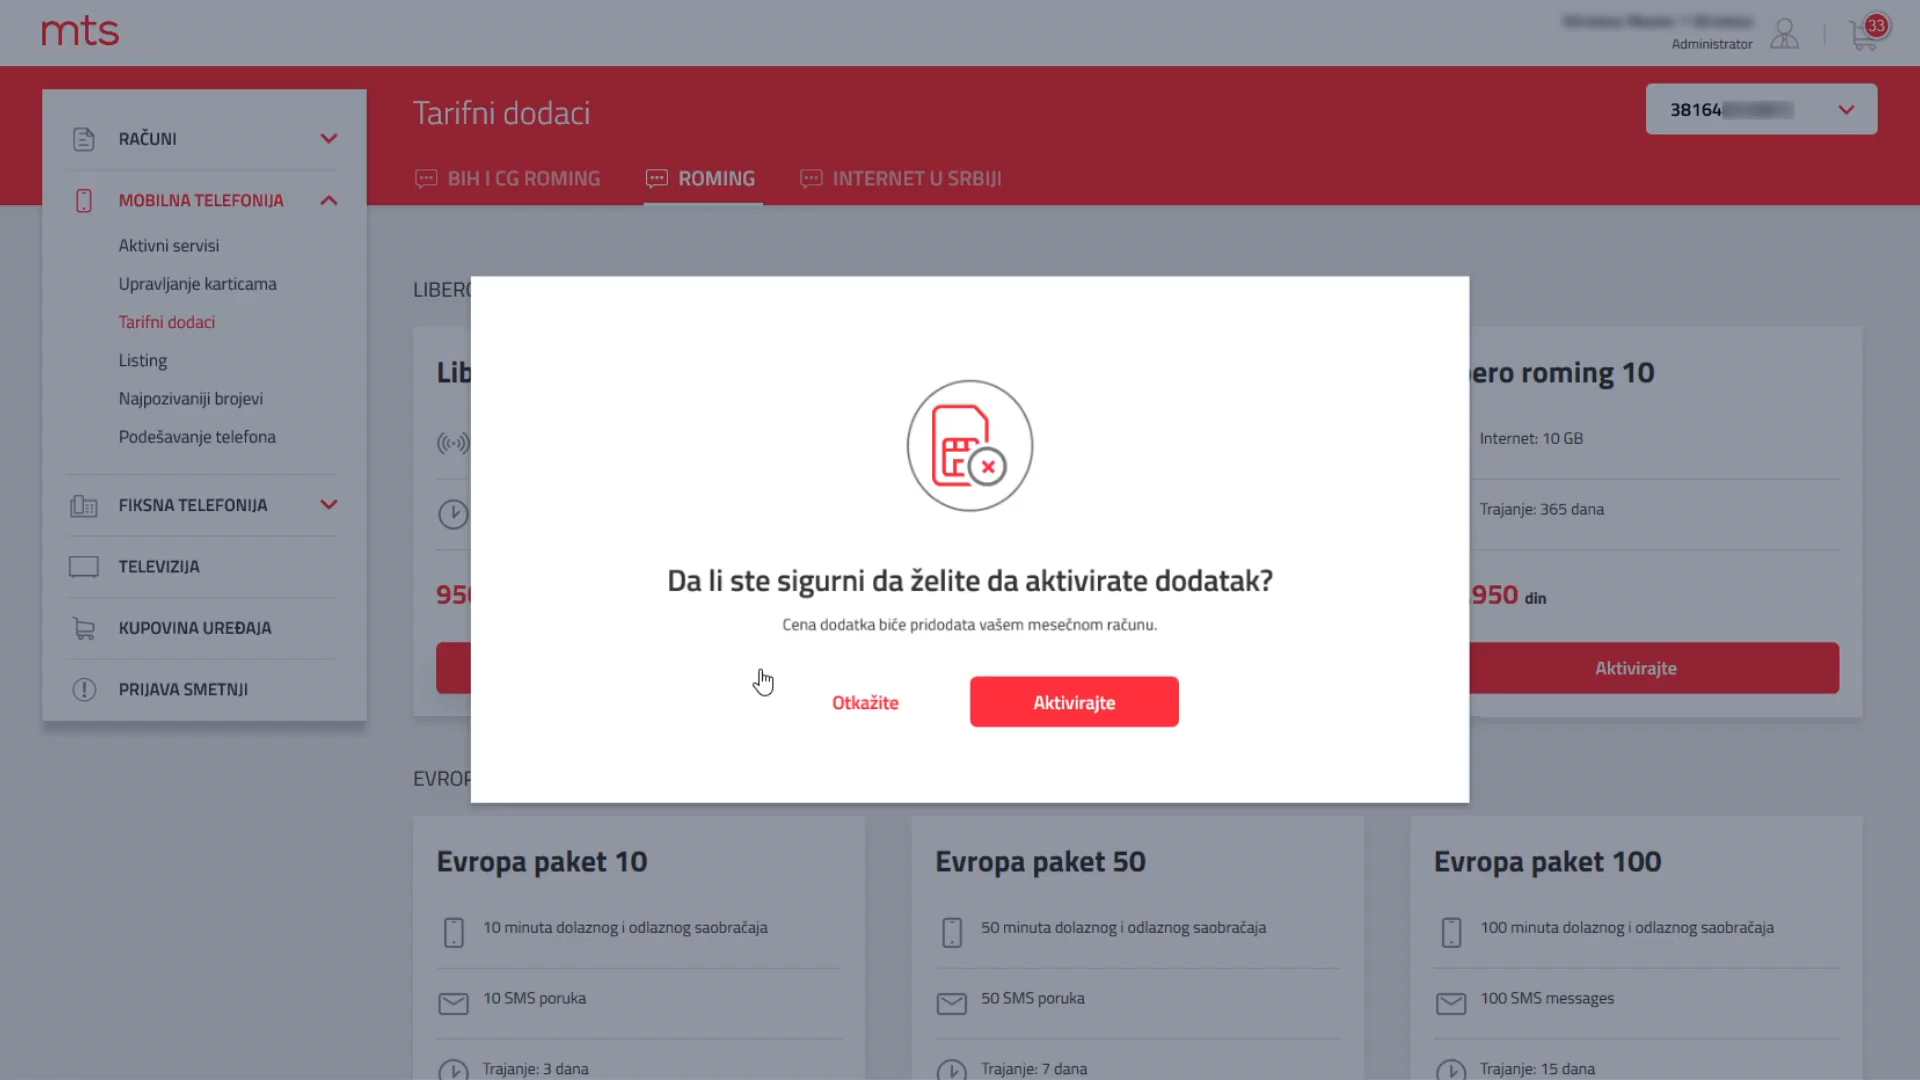 mts
Administrator
33
Tarifni dodaci
38164
BIH I CG ROMING
ROMING
INTERNET U SRBIJI
RAČUNI
MOBILNA TELEFONIJA
Aktivni servisi
Upravljanje karticama
Tarifni dodaci
Listing
Najpozivaniji brojevi
Podešavanje telefona
FIKSNA TELEFONIJA
TELEVIZIJA
KUPOVINA UREĐAJA
PRIJAVA SMETNJI
Da li ste sigurni da želite da aktivirate dodatak?
Cena dodatka biće pridodata vašem mesečnom računu.
Otkažite
Aktivirajte
roming 10
Internet: 10 GB
Trajanje: 365 dana
950 din
Aktivirajte
Evropa paket 10
10 minuta dolaznog i odlaznog saobračaja
10 SMS poruka
Trajanje: 3 dana
Evropa paket 50
50 minuta dolaznog i odlaznog saobračaja
50 SMS poruka
Trajanje: 7 dana
Evropa paket 100
100 minuta dolaznog i odlaznog saobračaja
100 SMS messages
Trajanje: 15 dana